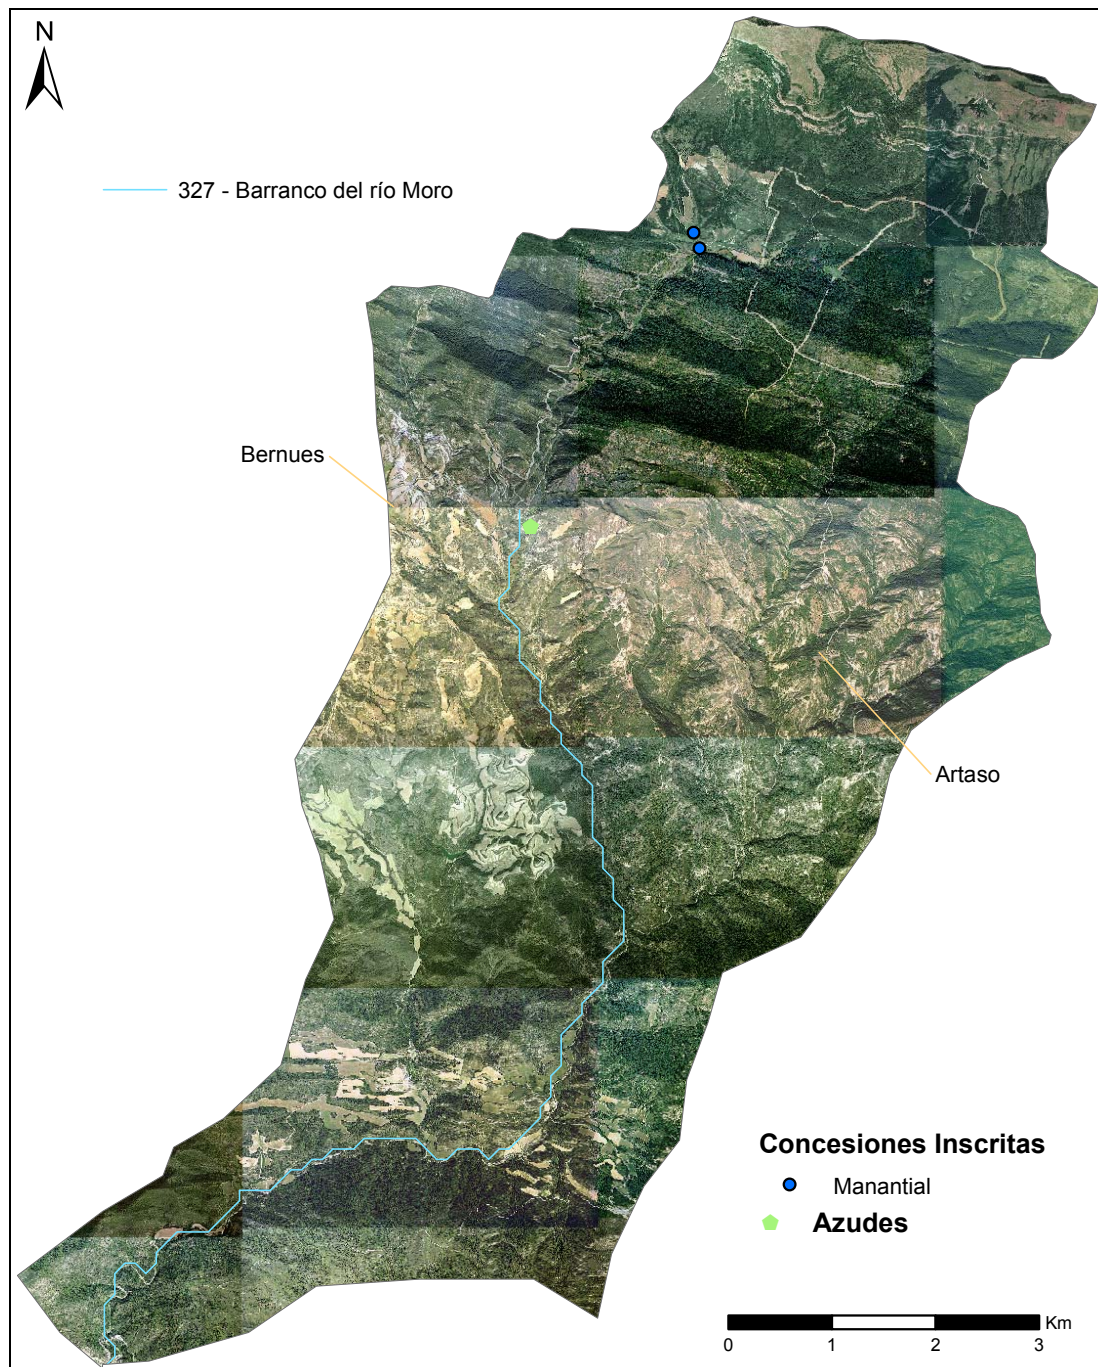 N
327 - Barranco del río Moro
Bernues
Artaso
Concesiones Inscritas
Manantial
Azudes
Km
0 1 2 3